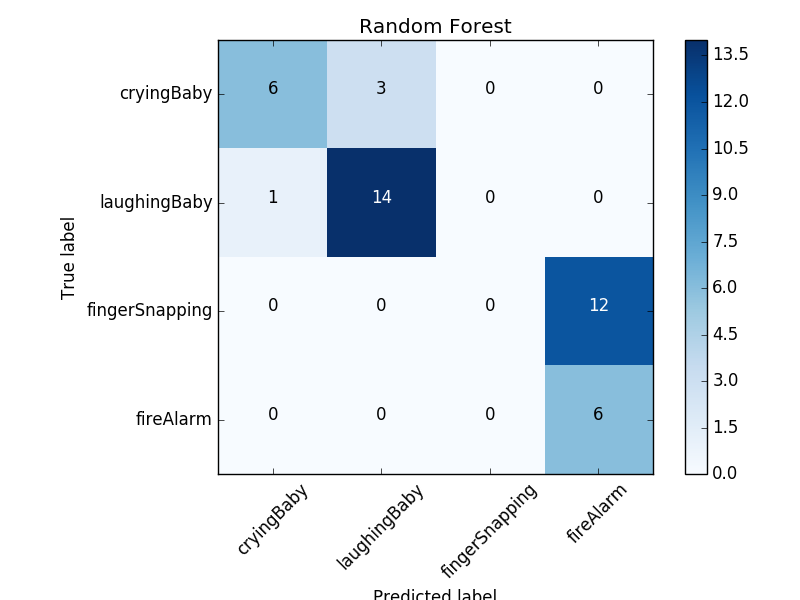 Random Forest
True label
cryingBaby 6 3 0 0
laughingBaby 1 14 0 0
fingerSnapping 0 0 0 12
fireAlarm 0 0 0 6
cryingBaby laughingBaby fingerSnapping fireAlarm
Predicted label
13.5
12.0
10.5
9.0
7.5
6.0
4.5
3.0
1.5
0.0